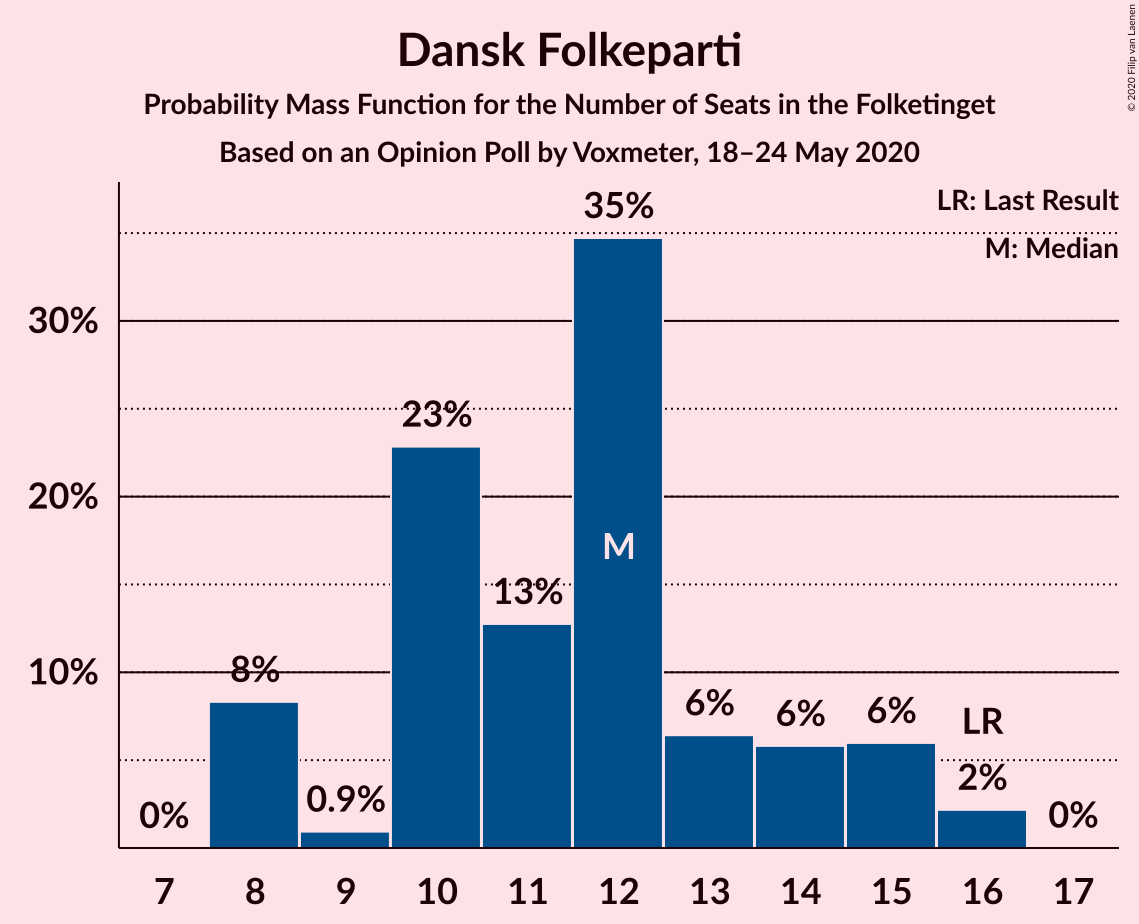 Dansk Folkeparti
Probability Mass Function for the Number of Seats in the Folketinget
Based on an Opinion Poll by Voxmeter, 18–24 May 2020
© 2020 Filip van Laenen
LR: Last Result
M: Median
35%
30%
23%
20%
M
13%
10%
8%
6%
6%
6%
LR
2%
0.9%
0%
0%
7 8 9 10 11 12 13 14 15 16 17